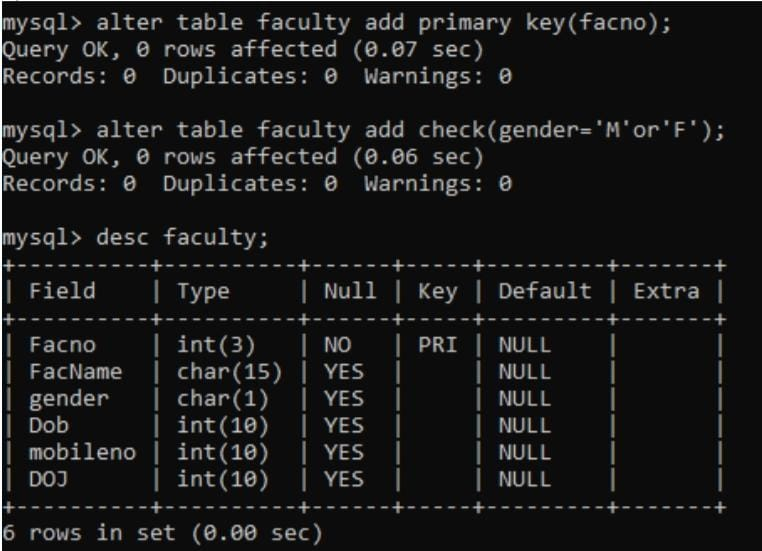 mysql> alter table faculty add primary key(facno);
Query OK, 0 rows affected (0.07 sec)
Records: 0  Duplicates: 0  Warnings: 0

mysql> alter table faculty add check(gender='M'or'F');
Query OK, 0 rows affected (0.06 sec)
Records: 0  Duplicates: 0  Warnings: 0

mysql> desc faculty;
+----------+----------+------+-----+---------+-------+
| Field    | Type     | Null | Key | Default | Extra |
+----------+----------+------+-----+---------+-------+
| Facno    | int(3)   | NO   | PRI | NULL    |       |
| FacName  | char(15) | YES  |     | NULL    |       |
| gender   | char(1)  | YES  |     | NULL    |       |
| Dob      | int(10)  | YES  |     | NULL    |       |
| mobileno | int(10)  | YES  |     | NULL    |       |
| DOJ      | int(10)  | YES  |     | NULL    |       |
+----------+----------+------+-----+---------+-------+
6 rows in set (0.00 sec)